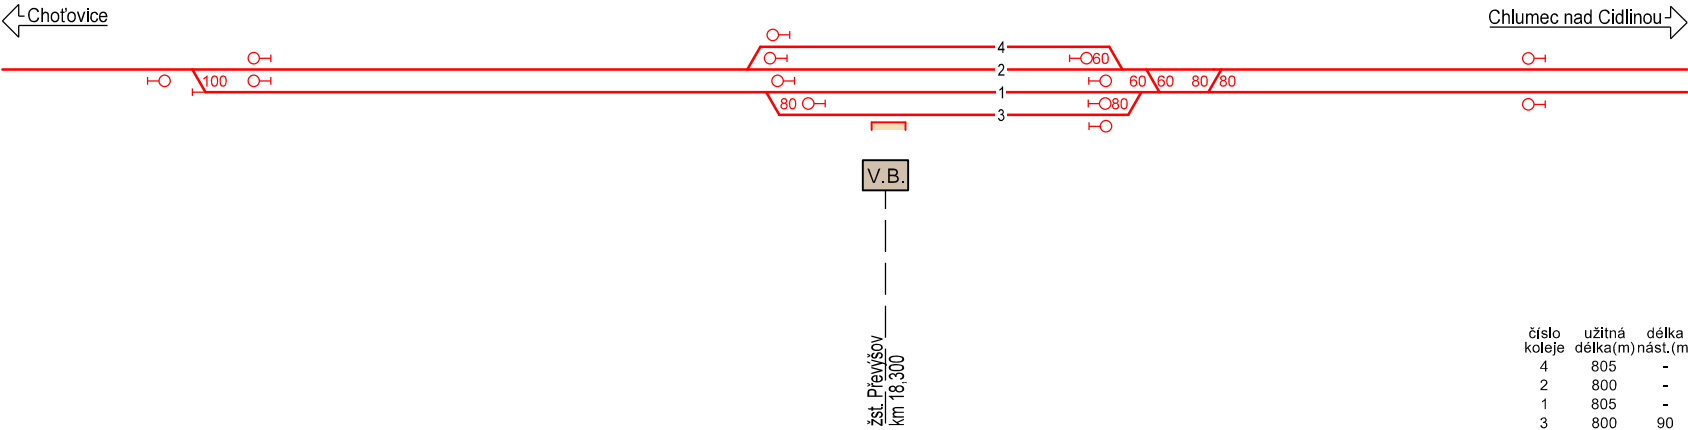 Choťovice
Chlumec nad Cidlinou
4
60
2
100
60
60
80
80
1
80
80
3
V.B.
žst. Převýšov
km 18,300
číslo užitná délka
koleje délka(m) nást.(m
4 805 -
2 800 -
1 805 -
3 800 90